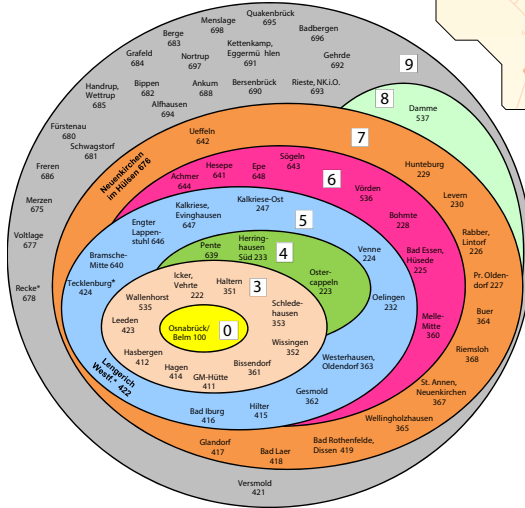 Quakenbrück
695
Menslage
698
Badbergen
696
Berge
683
Kettenkamp,
Eggermü hlen
691
Grafeld
684
Nortrup
697
Gehrde
692
9
Handrup,
Wettrup
685
Bippen
682
Ankum
688
Bersenbrück
690
Rieste, NK.i.O.
693
8
Alfhausen
694
Damme
537
Fürstenau
680
Schwagstorf
681
Ueffeln
642
7
Neuenkirchen
im Hülsen 676
Freren
686
Merzen
675
Voltlage
677
Recke*
678
Achmer
644
Hesepe
641
Epe
648
Sögeln
643
6
Hunteburg
229
Vörden
536
Levern
230
Kalkriese,
Evinghausen
647
Kalkriese-Ost
247
Bohmte
228
Engter
Lappen-
stuhl 646
5
Rabber,
Lintorf
226
Bramsche-
Mitte 640
Pente
639
Herring-
hausen
Süd 233
4
Venne
224
Bad Essen,
Hüsede
225
Tecklenburg*
424
Icker,
Vehrte
222
Haltern
351
3
Oster-
cappeln
223
Pr. Olden-
dorf 227
Wallenhorst
535
Schlede-
hausen
353
Oelingen
232
Buer
364
Leeden
423
Osnabrück/
Belm 100
0
Melle-
Mitte
360
Wissingen
352
Riemsloh
368
Hasbergen
412
Hagen
414
GM-Hütte
411
Bissendorf
361
Westerhausen,
Oldendorf 363
Lengerich
Westf.* 422
Gesmold
362
St. Annen,
Neuenkirchen
367
Bad Iburg
416
Hilter
415
Wellingholzhausen
365
Glandorf
417
Bad Laer
418
Bad Rothenfelde,
Dissen 419
Versmold
421